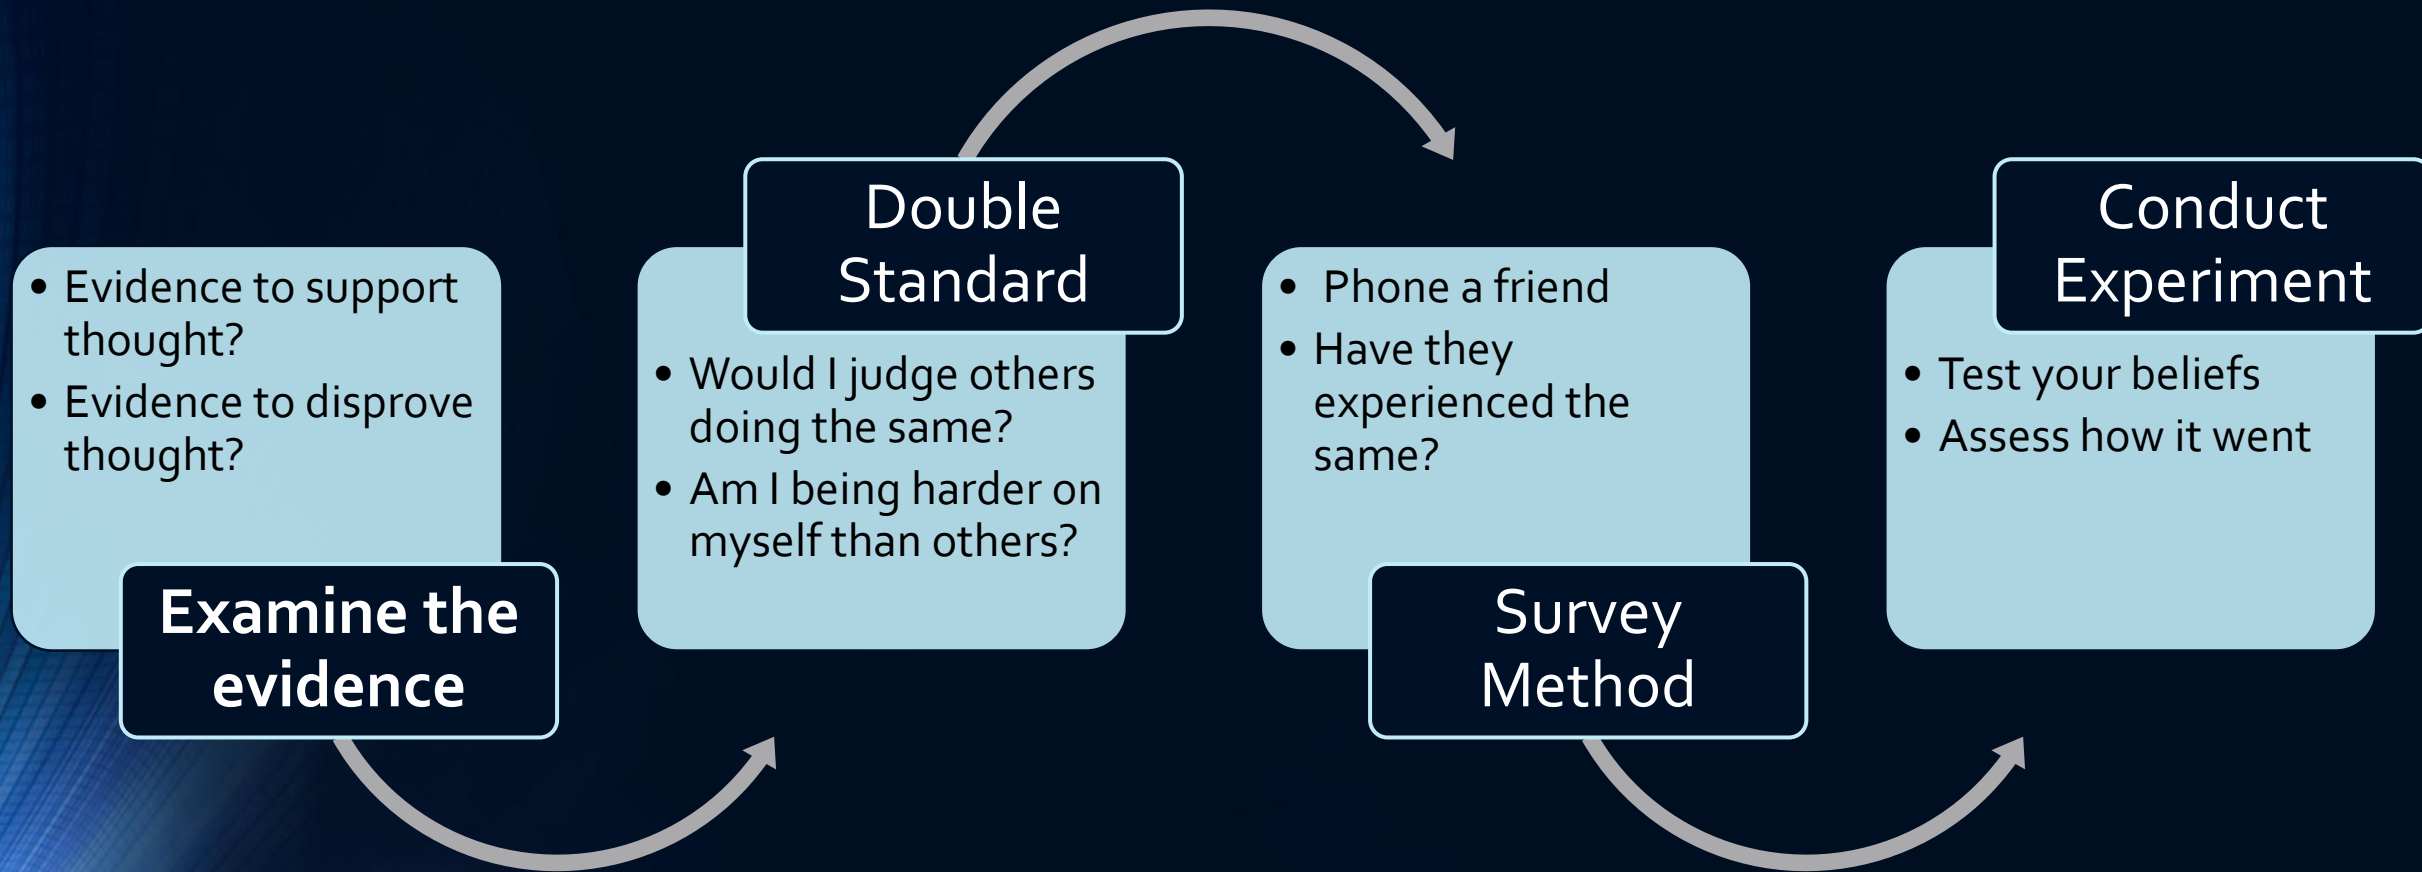 • Evidence to support
thought?
• Evidence to disprove
thought?
Examine the
evidence
Double
Standard
• Would I judge others
doing the same?
• Am I being harder on
myself than others?
• Phone a friend
• Have they
experienced the
same?
Survey
Method
Conduct
Experiment
• Test your beliefs
• Assess how it went